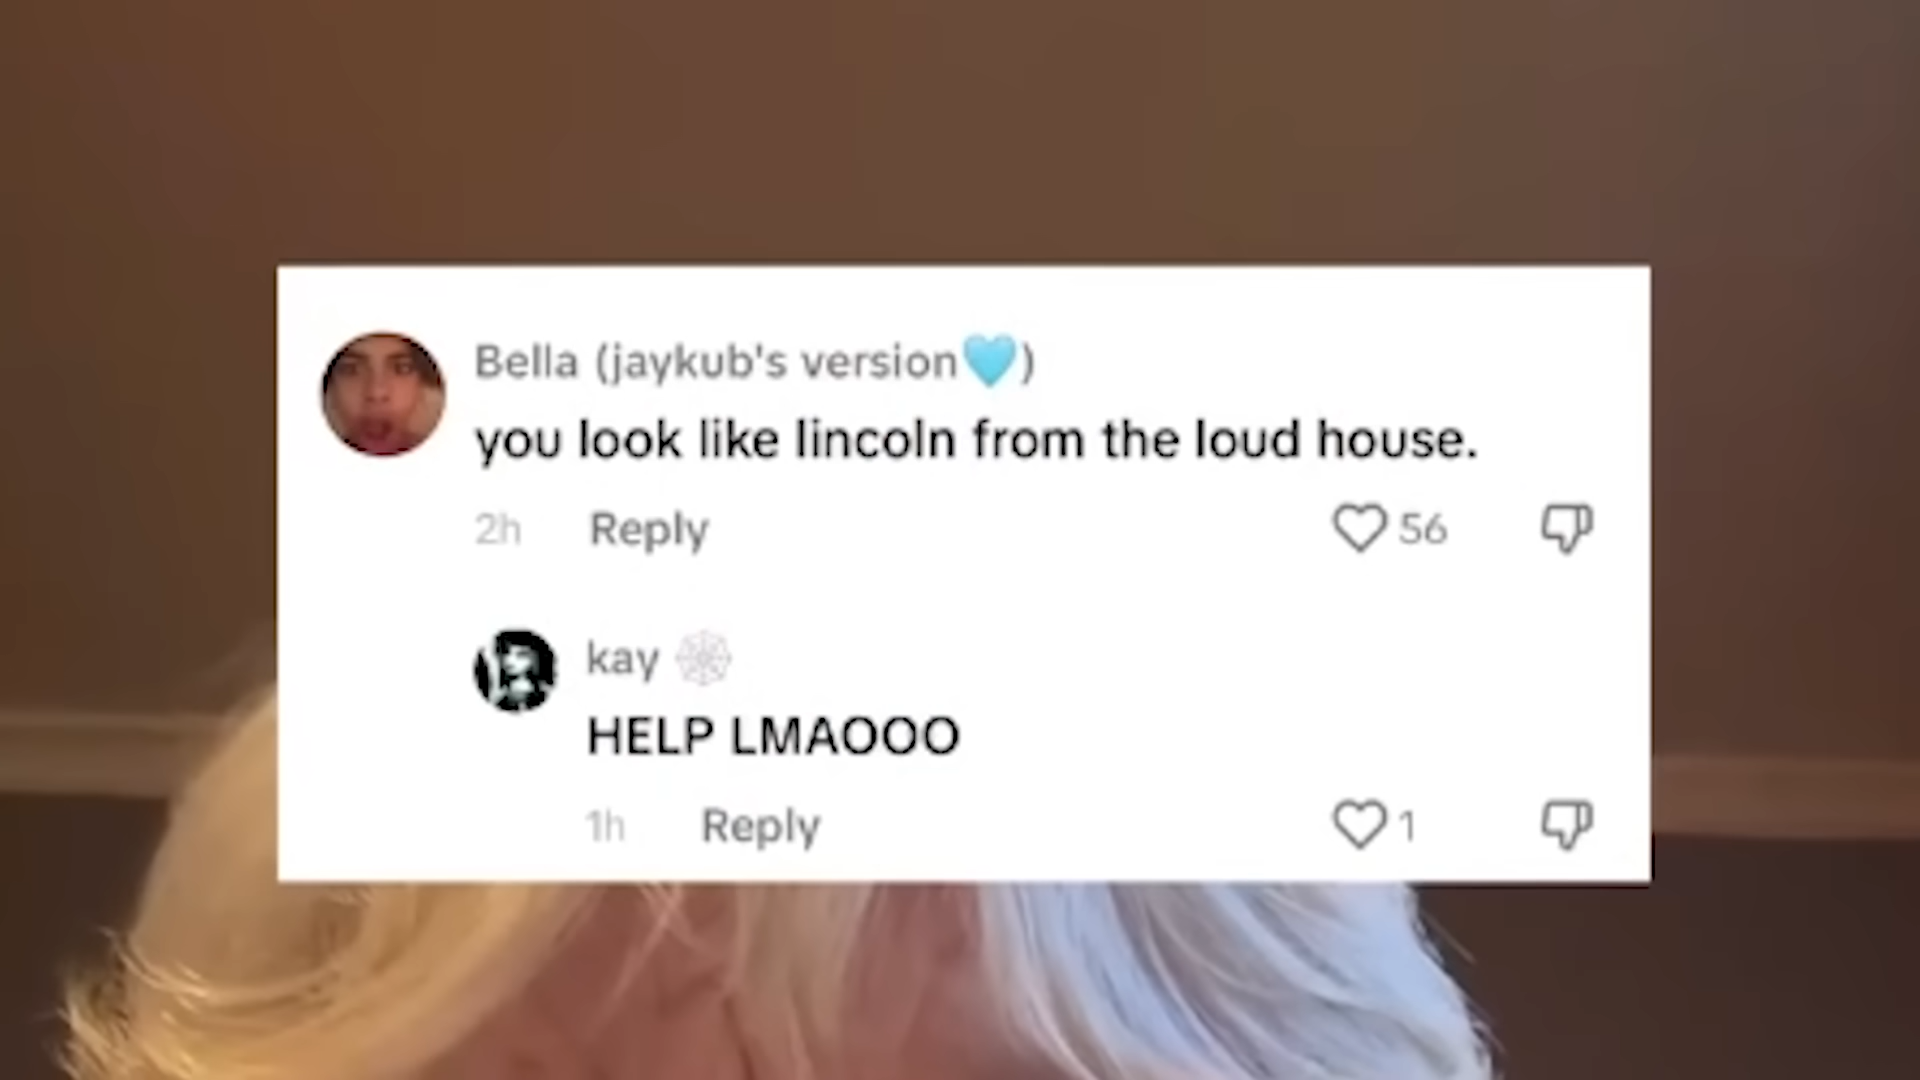 Bella (jaykub's version🩵)
you look like lincoln from the loud house.
2h Reply 56
kay 🕸️
HELP LMAOOO
1h Reply 1